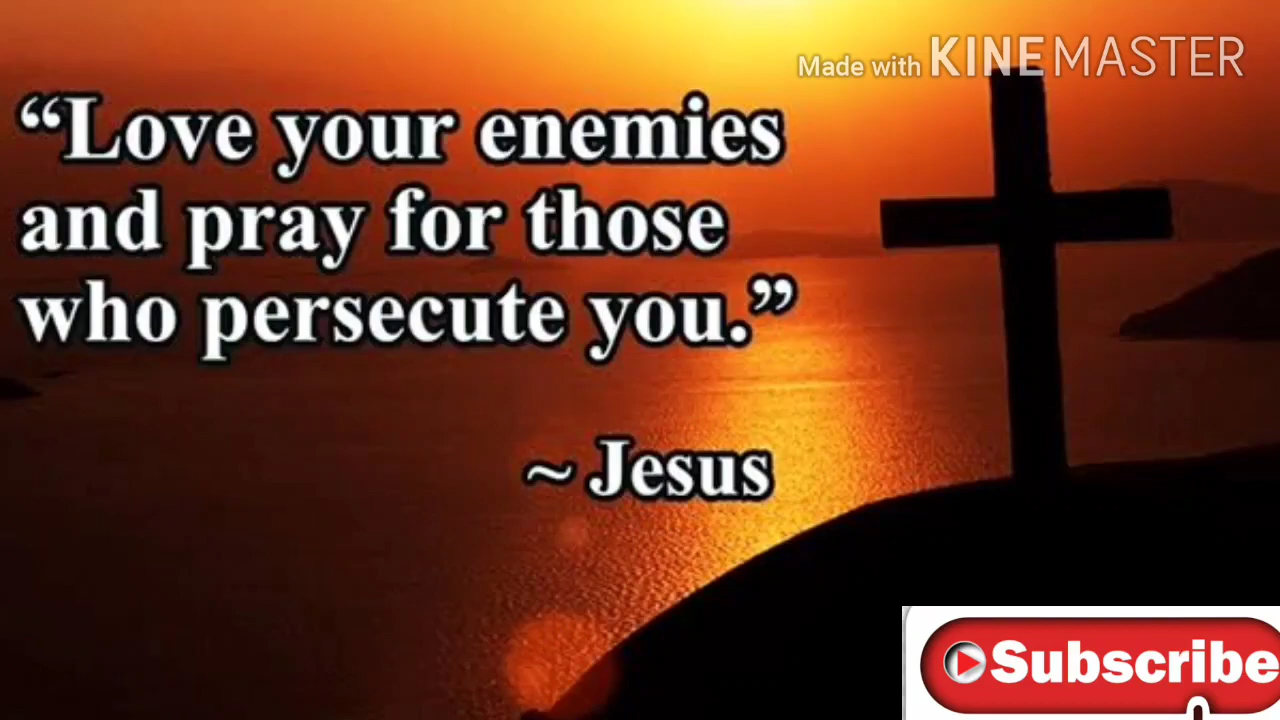 Made with KINEMASTER
“Love your enemies
and pray for those
who persecute you.”
~ Jesus
Subscribe